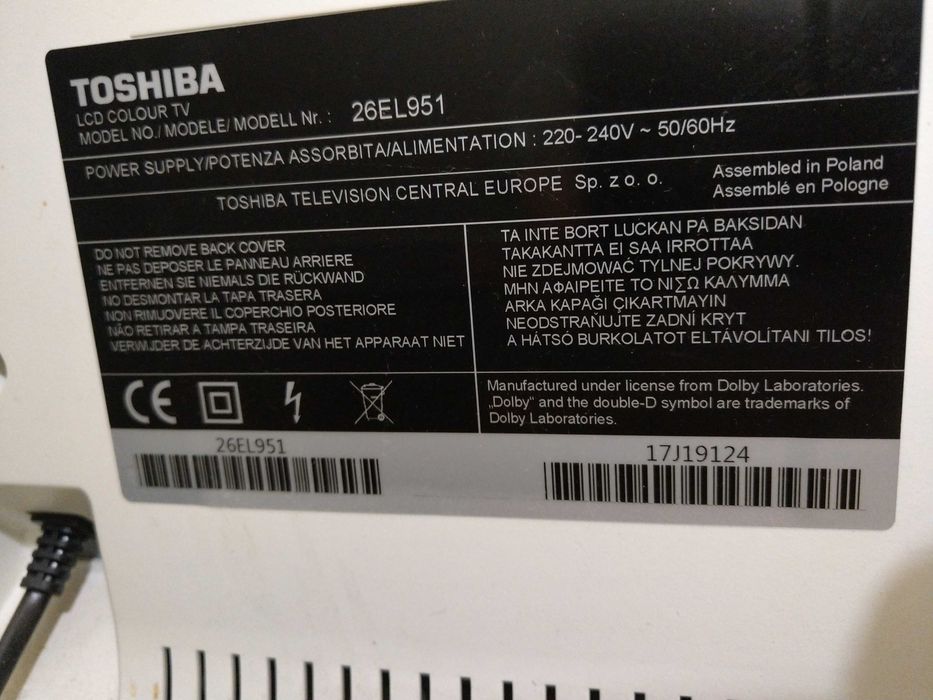 TOSHIBA
LCD COLOUR TV
MODEL NO./ MODELE/ MODELL Nr. : 26EL951
POWER SUPPLY/POTENZA ASSORBITA/ALIMENTATION : 220- 240V ~ 50/60Hz
TOSHIBA TELEVISION CENTRAL EUROPE Sp. z o. o.
Assembled in Poland
Assemblé en Pologne
DO NOT REMOVE BACK COVER
NE PAS DEPOSER LE PANNEAU ARRIERE
ENTFERNEN SIE NIEMALS DIE RÜCKWAND
NO DESMONTAR LA TAPA TRASERA
NON RIMUOVERE IL COPERCHIO POSTERIORE
NÃO RETIRAR A TAMPA TRASEIRA
VERWIJDER DE ACHTERZIJDE VAN HET APPARAAT NIET
TA INTE BORT LUCKAN PÅ BAKSIDAN
TAKAKANTTA EI SAA IRROTTAA
NIE ZDEJMOWAĆ TYLNEJ POKRYWY.
ΜΗΝ ΑΦΑΙΡΕΙΤΕ ΤΟ ΝΙΣΩ ΚΑΛΥΜΜΑ
ARKA KAPAĞI ÇIKARTMAYIN
NEODSTRAŇUJTE ZADNÍ KRYT
A HÁTSÓ BURKOLATOT ELTÁVOLÍTANI TILOS!
CE
Manufactured under license from Dolby Laboratories.
„Dolby" and the double-D symbol are trademarks of
Dolby Laboratories.
26EL951
17J19124